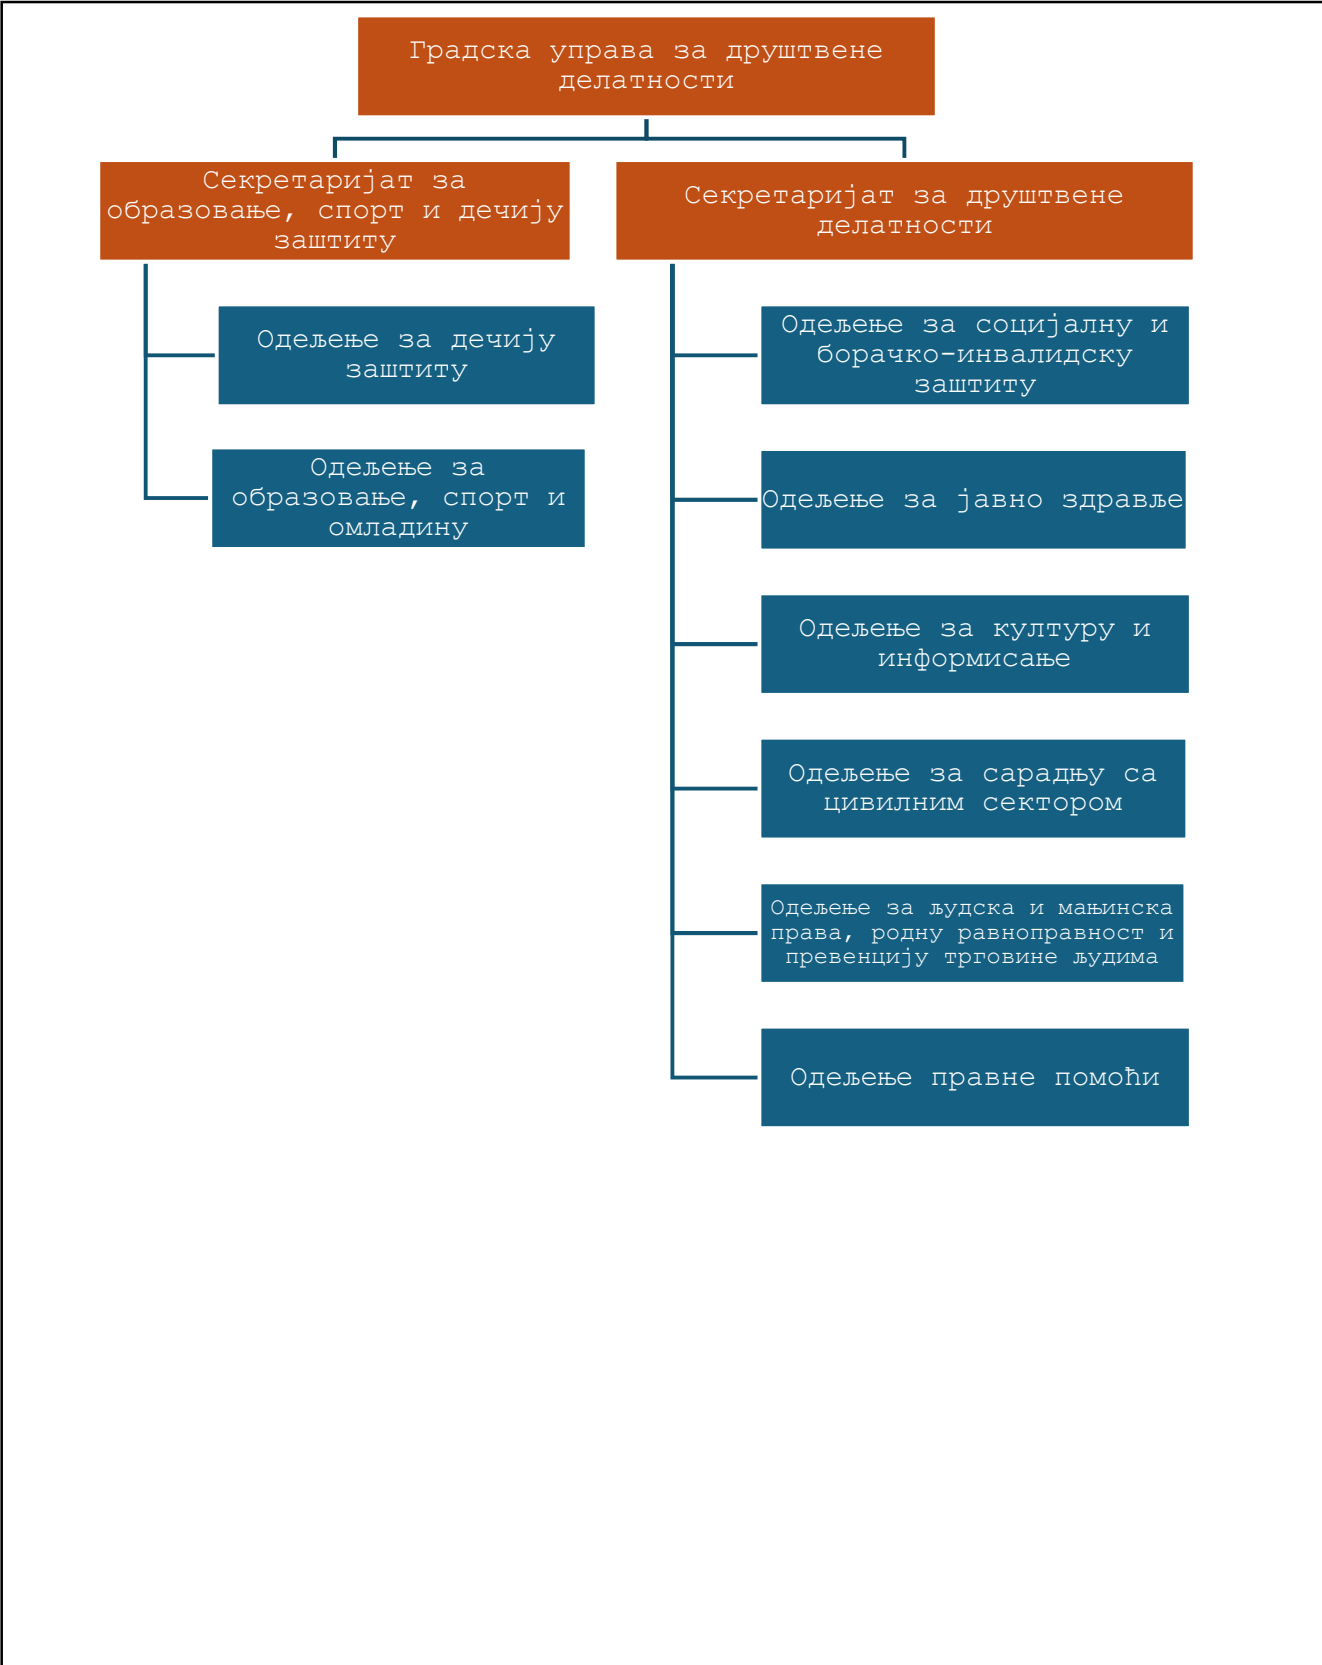 Градска управа за друштвене
делатности
Секретаријат за
образовање, спорт и дечију
заштиту
Одељење за дечију
заштиту
Одељење за
образовање, спорт и
омладину
Секретаријат за друштвене
делатности
Одељење за социјалну и
борачко-инвалидску
заштиту
Одељење за јавно здравље
Одељење за културу и
информисање
Одељење за сарадњу са
цивилним сектором
Одељење за људска и мањинска
права, родну равноправност и
превенцију трговине људима
Одељење правне помоћи